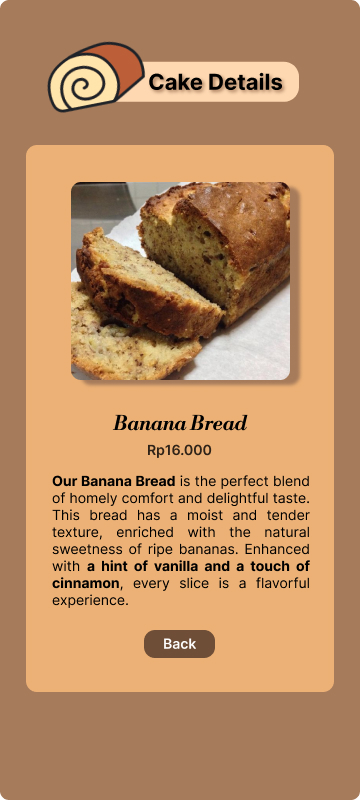 Cake Details
Banana Bread
Rp16.000
Our Banana Bread is the perfect blend
of homely comfort and delightful taste.
This bread has a moist and tender
texture, enriched with the natural
sweetness of ripe bananas. Enhanced
with a hint of vanilla and a touch of
cinnamon, every slice is a flavorful
experience.
Back